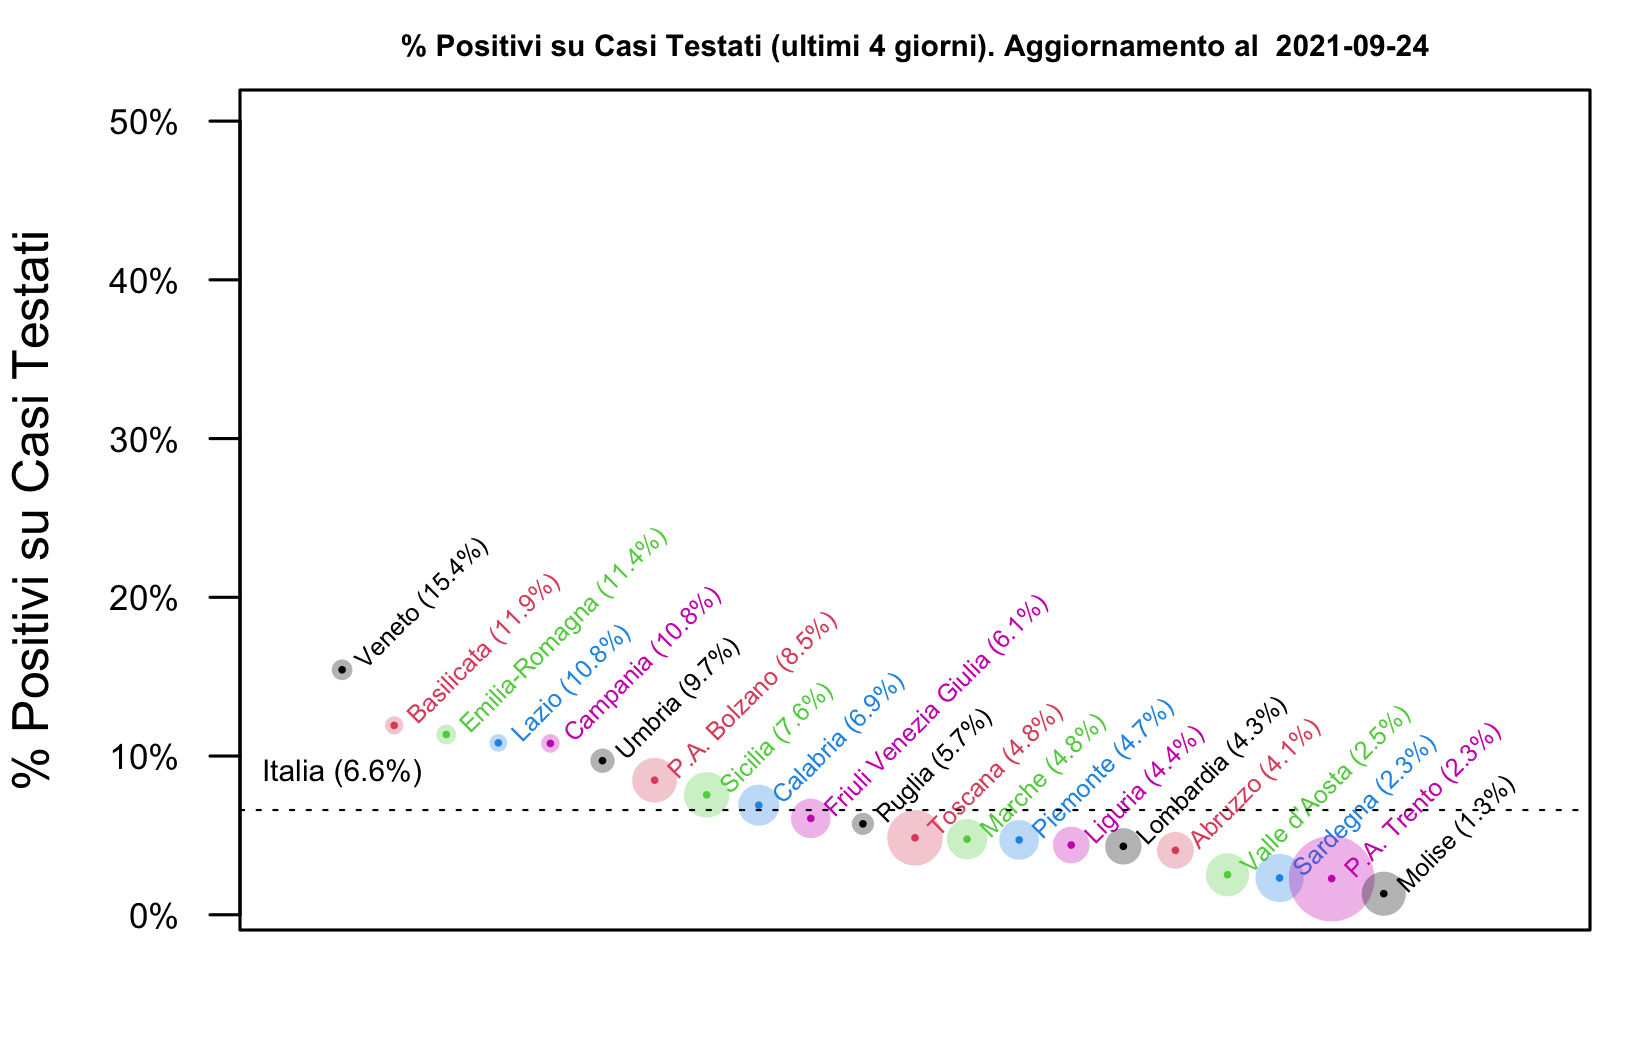 % Positivi su Casi Testati (ultimi 4 giorni). Aggiornamento al  2021-09-24
% Positivi su Casi Testati
50%
40%
30%
20%
10%
0%
Italia (6.6%)
Veneto (15.4%)
Basilicata (11.9%)
Emilia-Romagna (11.4%)
Lazio (10.8%)
Campania (10.8%)
Umbria (9.7%)
P.A. Bolzano (8.5%)
Sicilia (7.6%)
Calabria (6.9%)
Friuli Venezia Giulia (6.1%)
Puglia (5.7%)
Toscana (4.8%)
Marche (4.8%)
Piemonte (4.7%)
Liguria (4.4%)
Lombardia (4.3%)
Abruzzo (4.1%)
Valle d'Aosta (2.5%)
Sardegna (2.3%)
P.A. Trento (2.3%)
Molise (1.3%)